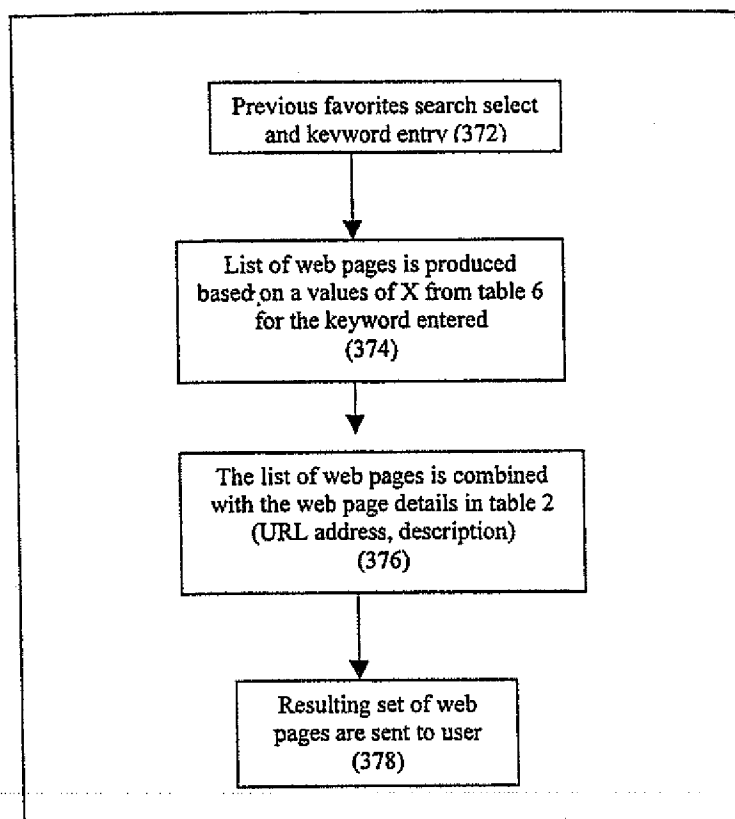 Previous favorites search select
and keyword entry (372)
List of web pages is produced
based on a values of X from table 6
for the keyword entered
(374)
The list of web pages is combined
with the web page details in table 2
(URL address, description)
(376)
Resulting set of web
pages are sent to user
(378)